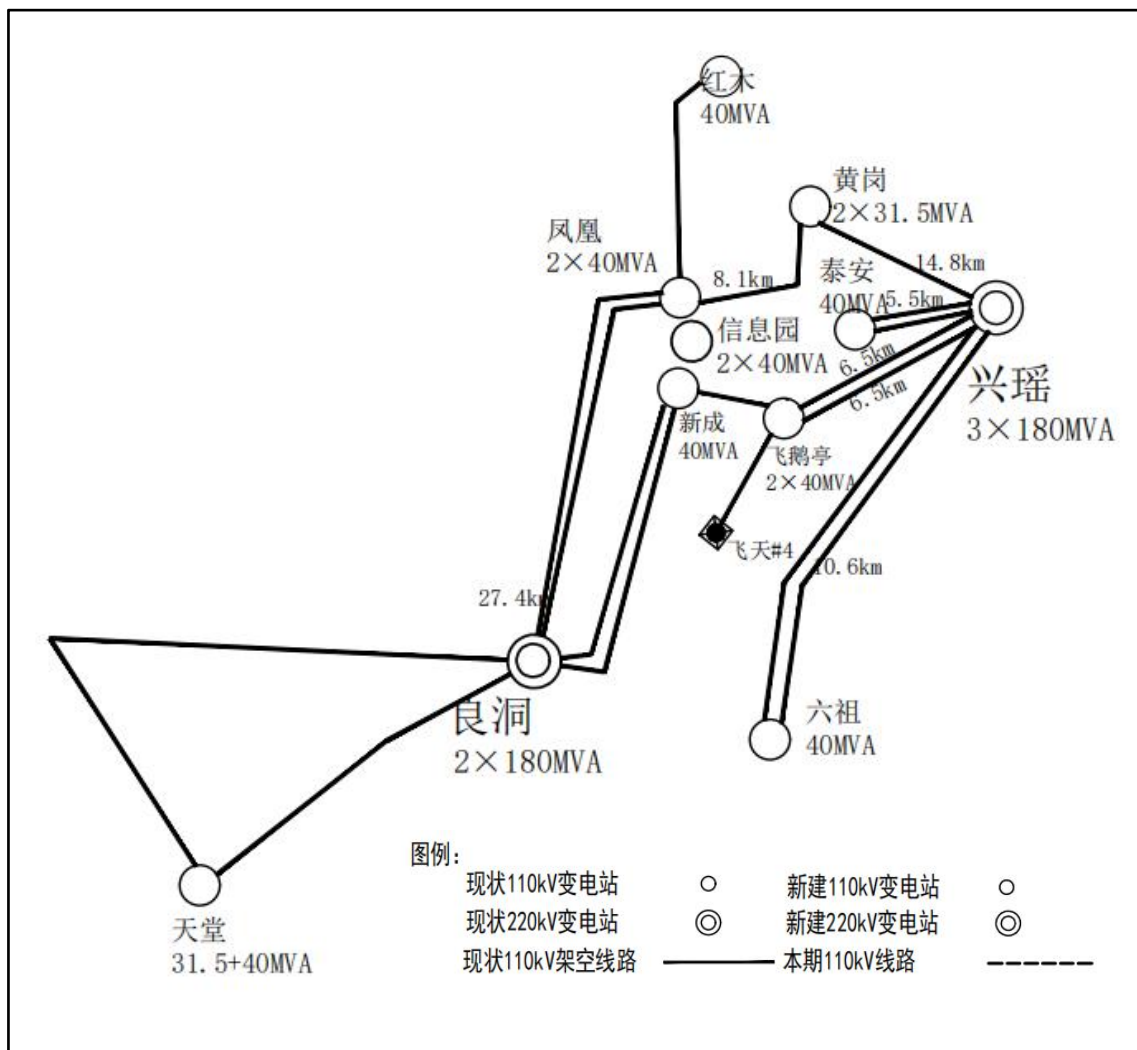 红木
40MVA
黄岗
2×31.5MVA
凤凰
2×40MVA
8.1km
14.8km
泰安
40MVA
5.5km
信息园
2×40MVA
6.5km
6.5km
兴瑶
3×180MVA
新成
40MVA
飞鹅亭
2×40MVA
飞天#4
10.6km
27.4km
良洞
2×180MVA
六祖
40MVA
天堂
31.5+40MVA
图例：
现状110kV变电站 新建110kV变电站
现状220kV变电站 新建220kV变电站
现状110kV架空线路 本期110kV线路